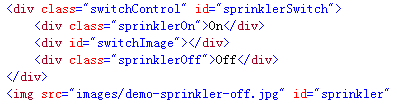 <div class="switchControl" id="sprinklerSwitch">
<div class="sprinklerOn">On</div>
<div id="switchImage"></div>
<div class="sprinklerOff">Off</div>
</div>
<img src="images/demo-sprinkler-off.jpg" id="sprinkler"